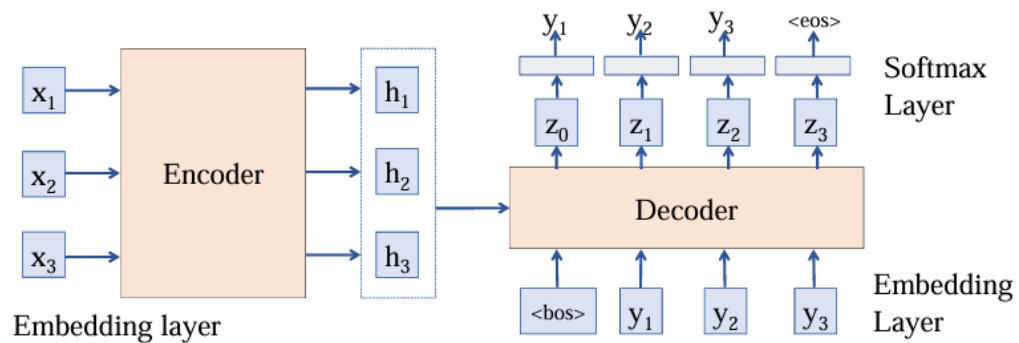 y₁ y₂ y₃ <eos>
Softmax
Layer
x₁ h₁ z₀ z₁ z₂ z₃
x₂ Encoder h₂
Decoder
x₃ h₃
<bos> y₁ y₂ y₃
Embedding
Layer
Embedding layer